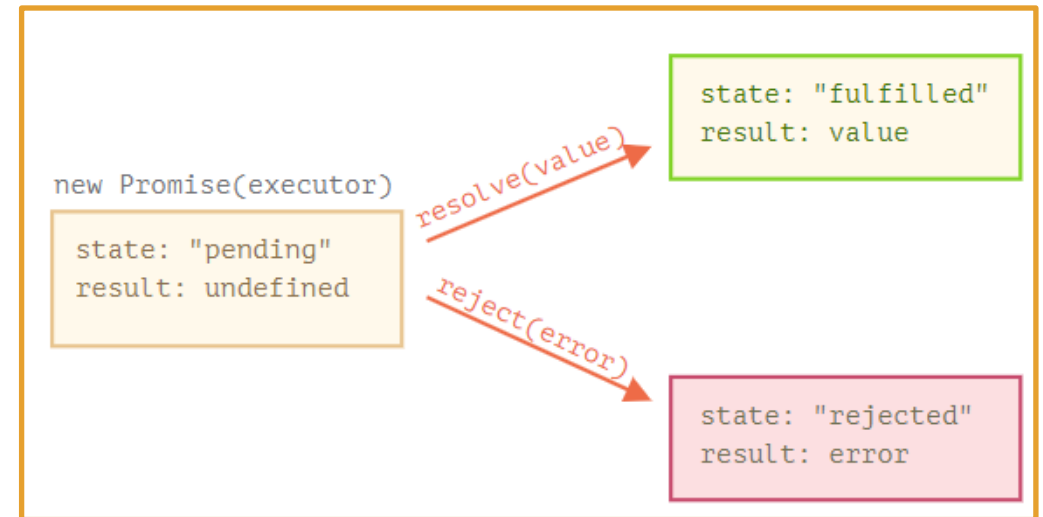 new Promise(executor)
state: "pending"
result: undefined
resolve(value)
reject(error)
state: "fulfilled"
result: value
state: "rejected"
result: error